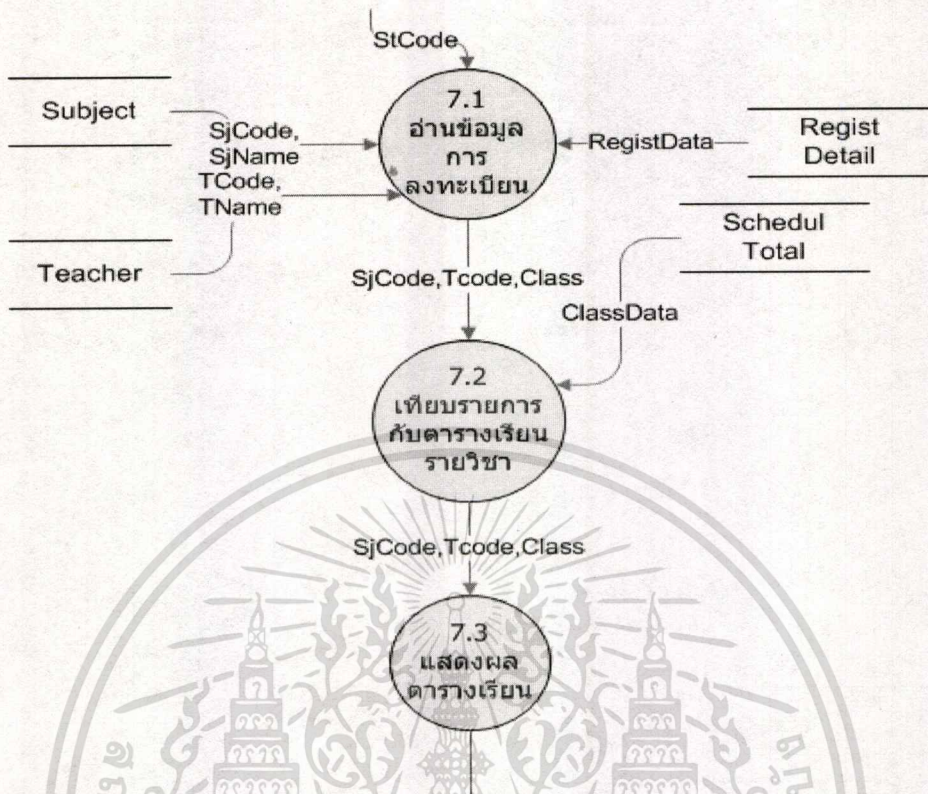 StCode
Subject
SjCode,
SjName
TCode,
TName
Teacher
7.1
อ่านข้อมูล
การ
ลงทะเบียน
RegistData
Regist
Detail
Schedul
Total
SjCode,Tcode,Class
ClassData
7.2
เทียบรายการ
กับตารางเรียน
รายวิชา
SjCode,Tcode,Class
7.3
แสดงผล
ตารางเรียน